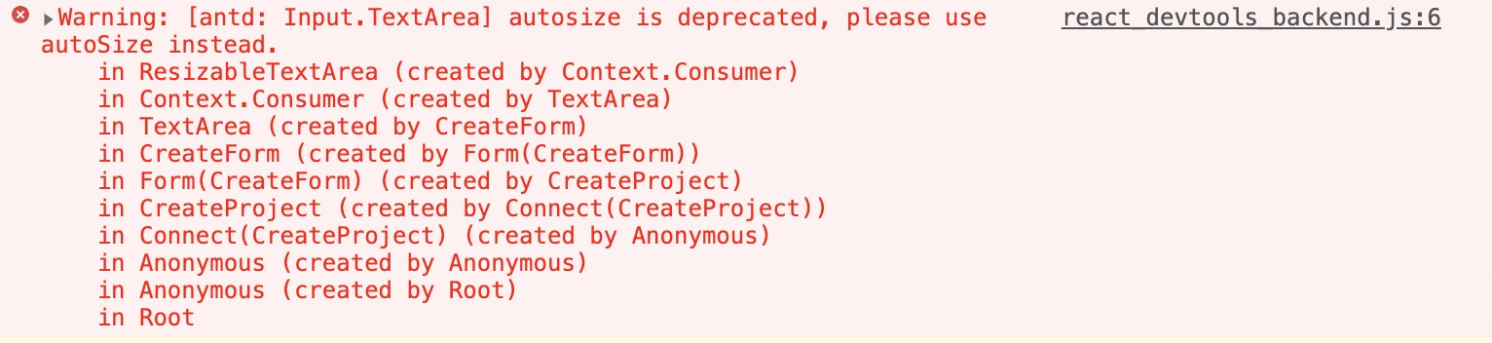 Warning: [antd: Input.TextArea] autosize is deprecated, please use react_devtools_backend.js:6
autoSize instead.
in ResizableTextArea (created by Context.Consumer)
in Context.Consumer (created by TextArea)
in TextArea (created by CreateForm)
in CreateForm (created by Form(CreateForm))
in Form(CreateForm) (created by CreateProject)
in CreateProject (created by Connect(CreateProject))
in Connect(CreateProject) (created by Anonymous)
in Anonymous (created by Anonymous)
in Anonymous (created by Root)
in Root